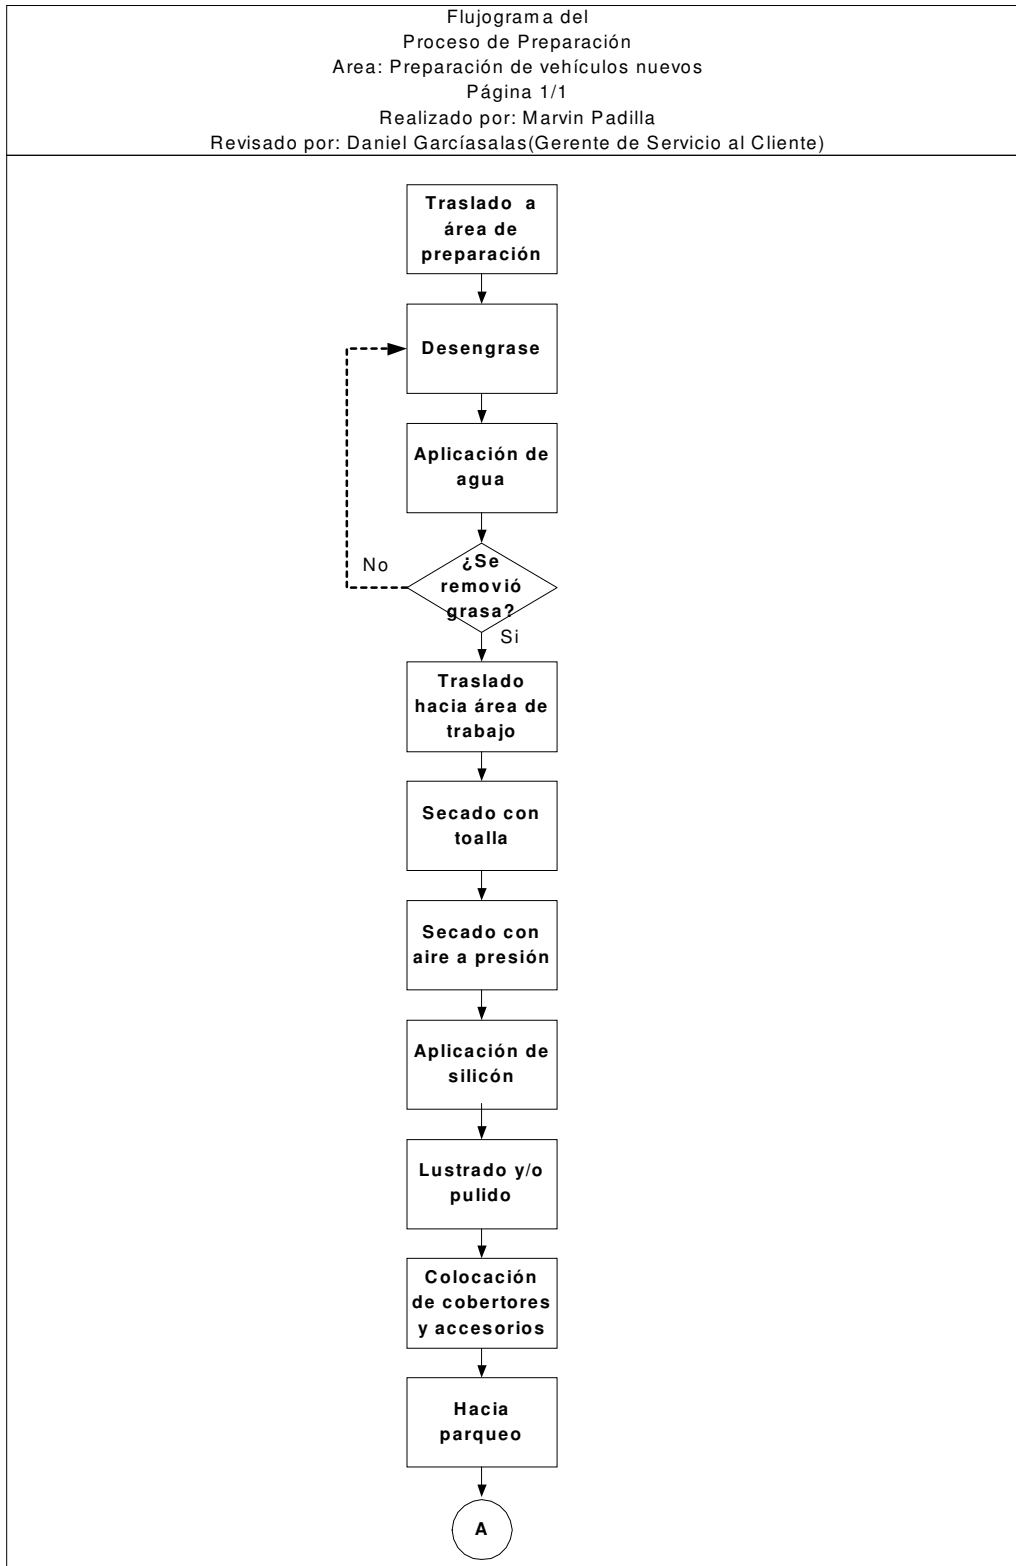 Flujograma del
Proceso de Preparación
Area: Preparación de vehículos nuevos
Página 1/1
Realizado por: Marvin Padilla
Revisado por: Daniel Garcíasalas(Gerente de Servicio al Cliente)
Traslado a
área de
preparación
Desengrase
Aplicación de
agua
No
¿Se
removió
grasa?
Si
Traslado
hacia área de
trabajo
Secado con
toalla
Secado con
aire a presión
Aplicación de
silicón
Lustrado y/o
pulido
Colocación
de cobertores
y accesorios
Hacia
parqueo
A